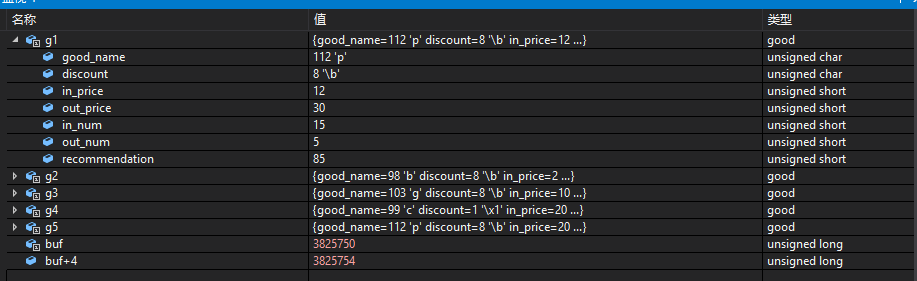 名称 值 类型
g1 {good_name=112 'p' discount=8 '\b' in_price=12 ...} good
good_name 112 'p' unsigned char
discount 8 '\b' unsigned char
in_price 12 unsigned short
out_price 30 unsigned short
in_num 15 unsigned short
out_num 5 unsigned short
recommendation 85 unsigned short
g2 {good_name=98 'b' discount=8 '\b' in_price=2 ...} good
g3 {good_name=103 'g' discount=8 '\b' in_price=10 ...} good
g4 {good_name=99 'c' discount=1 '\x1' in_price=20 ...} good
g5 {good_name=112 'p' discount=8 '\b' in_price=20 ...} good
buf 3825750 unsigned long
buf+4 3825754 unsigned long